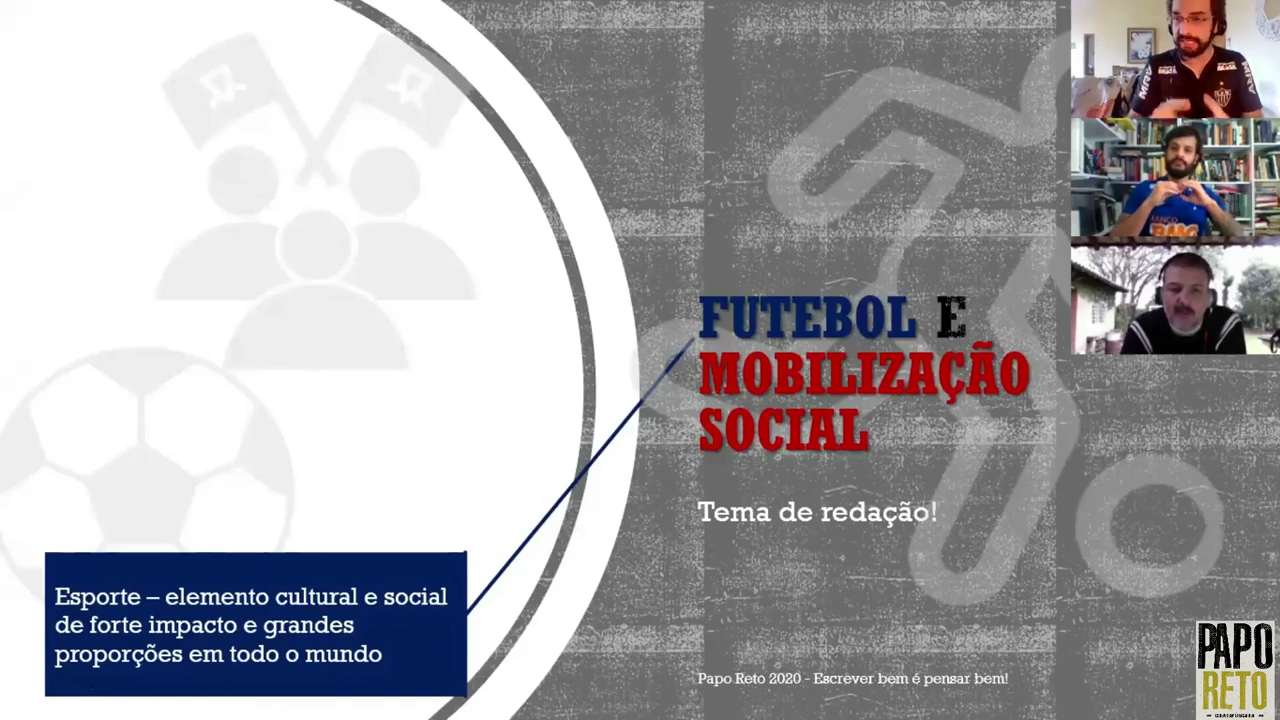 FUTEBOL E
MOBILIZAÇÃO
SOCIAL
Tema de redação!
Esporte – elemento cultural e social
de forte impacto e grandes
proporções em todo o mundo
Papo Reto 2020 - Escrever bem é pensar bem!
PAPO
RETO